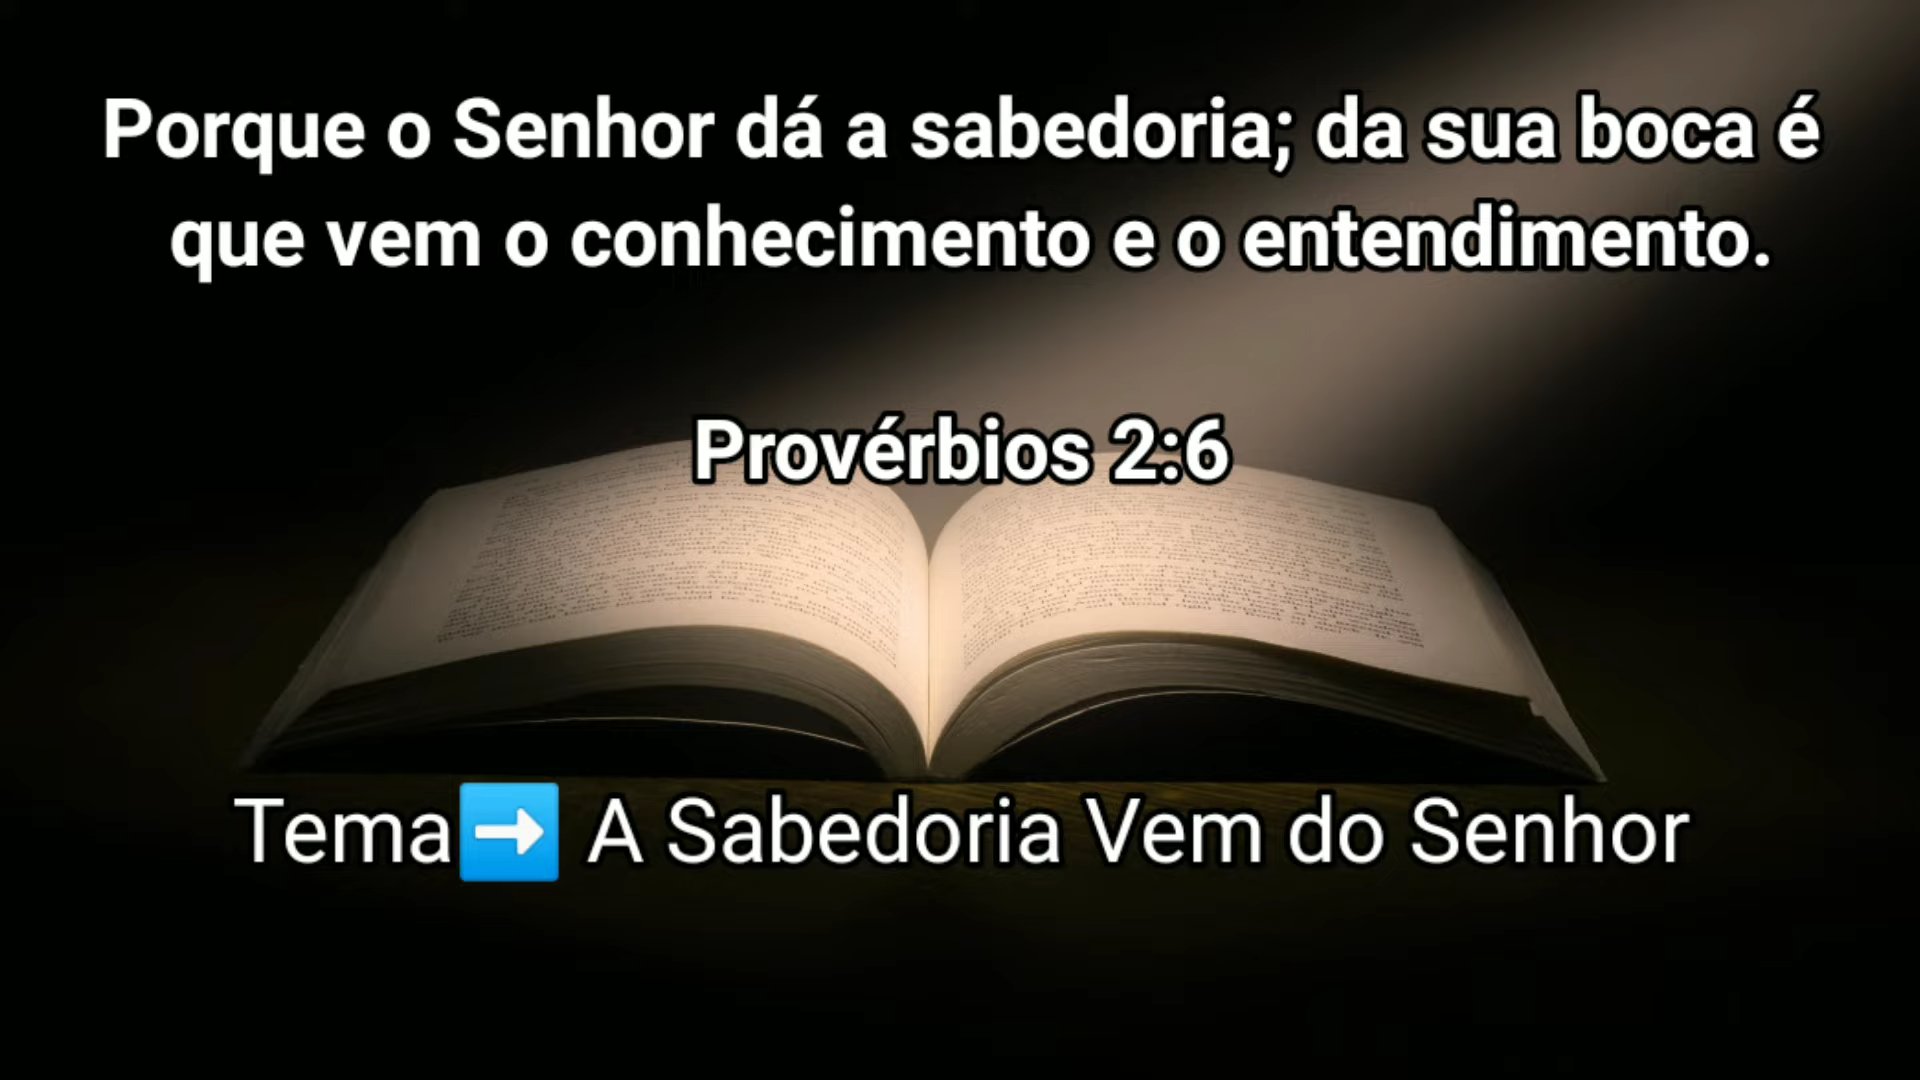 Porque o Senhor dá a sabedoria; da sua boca é
que vem o conhecimento e o entendimento.
Provérbios 2:6
Tema➡️ A Sabedoria Vem do Senhor